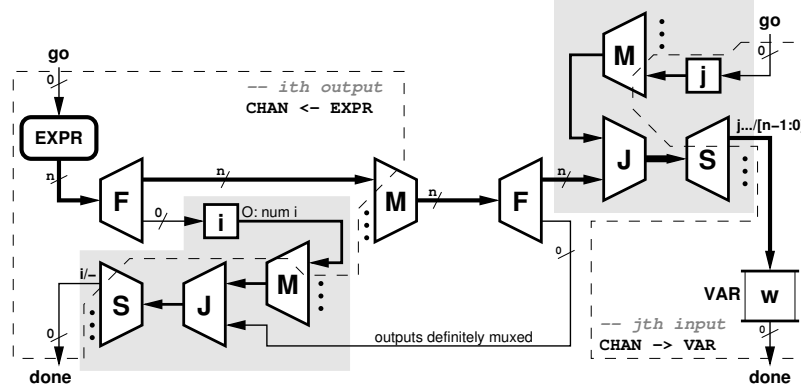 go
0
EXPR
n
-- ith output
CHAN <- EXPR
F
n
0
i
O: num i
M
n
F
n
0
M
j
go
0
J
S
j.../[n-1:0]
i/-
S
J
M
0
done
outputs definitely muxed
VAR
w
-- jth input
CHAN -> VAR
0
done